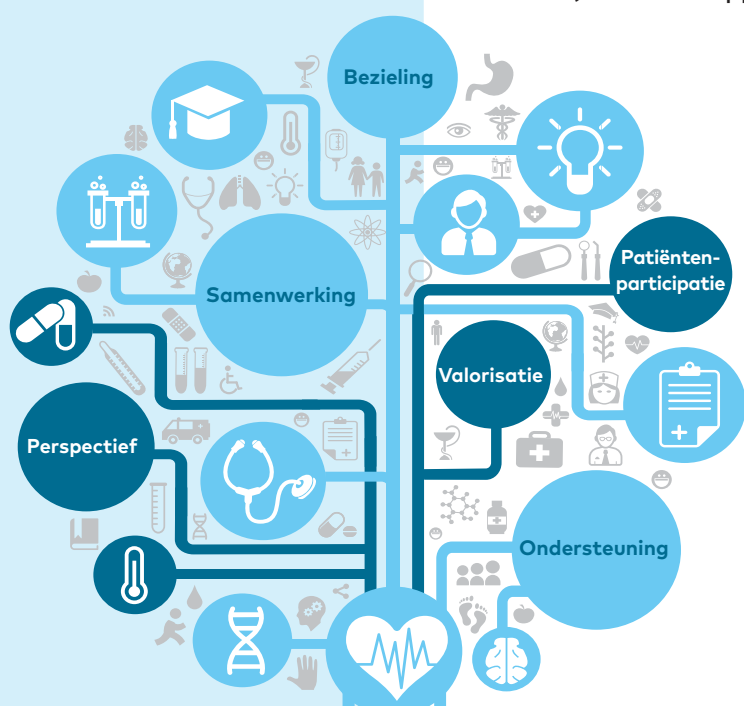 Bezieling
Patiënten-
participatie
Samenwerking
Valorisatie
Perspectief
Ondersteuning